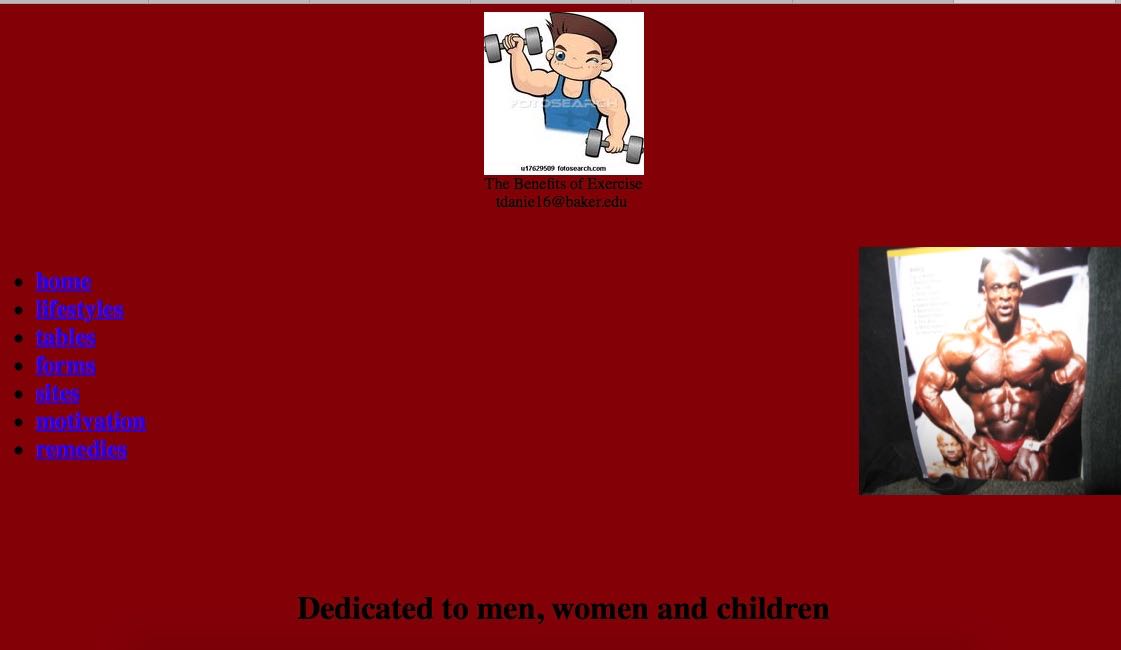 FOTOSEARCH
u17629509 fotosearch.com
The Benefits of Exercise
tdanie16@baker.edu
home
lifestyles
tables
forms
sites
motivation
remedies
Dedicated to men, women and children